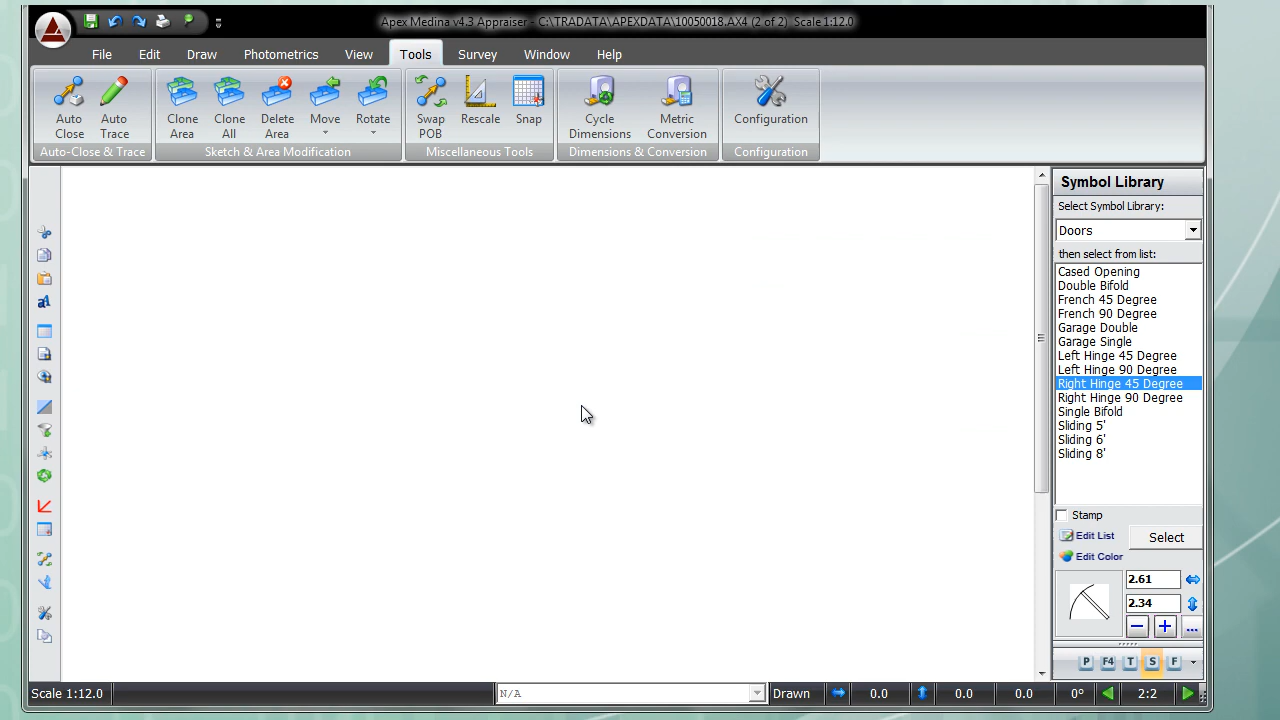 Apex Medina v4.3 Appraiser - C:\TRADATA\APEXDATA\10050018.AX4 (2 of 2) Scale 1:12.0
File Edit Draw Photometrics View Tools Survey Window Help
Auto Close
Auto Trace
Clone Area
Clone All
Delete Area
Move
Rotate
Swap POB
Rescale
Snap
Cycle Dimensions
Metric Conversion
Configuration
Auto-Close & Trace
Sketch & Area Modification
Miscellaneous Tools
Dimensions & Conversion
Configuration
Symbol Library
Select Symbol Library:
Doors
then select from list:
Cased Opening
Double Bifold
French 45 Degree
French 90 Degree
Garage Double
Garage Single
Left Hinge 45 Degree
Left Hinge 90 Degree
Right Hinge 45 Degree
Right Hinge 90 Degree
Single Bifold
Sliding 5'
Sliding 6'
Sliding 8'
Stamp
Edit List
Select
Edit Color
2.61
2.34
P F4 T S F
Scale 1:12.0
N/A
Drawn 0.0 0.0 0.0 0° 2:2